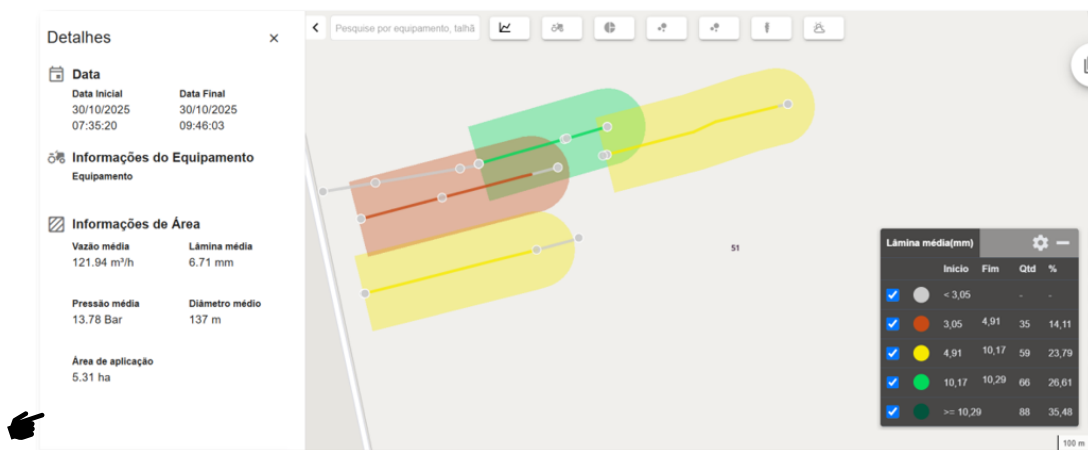 Detalhes ×
Data
Data Inicial Data Final
30/10/2025 30/10/2025
07:35:20 09:46:03
Informações do Equipamento
Equipamento
Informações de Área
Vazão média Lâmina média
121.94 m³/h 6.71 mm
Pressão média Diâmetro médio
13.78 Bar 137 m
Área de aplicação
5.31 ha
Pesquise por equipamento, talhã
51
Lâmina média(mm)
Início Fim Qtd %
< 3,05 - -
3,05 4,91 35 14,11
4,91 10,17 59 23,79
10,17 10,29 66 26,61
>= 10,29 88 35,48
100 m